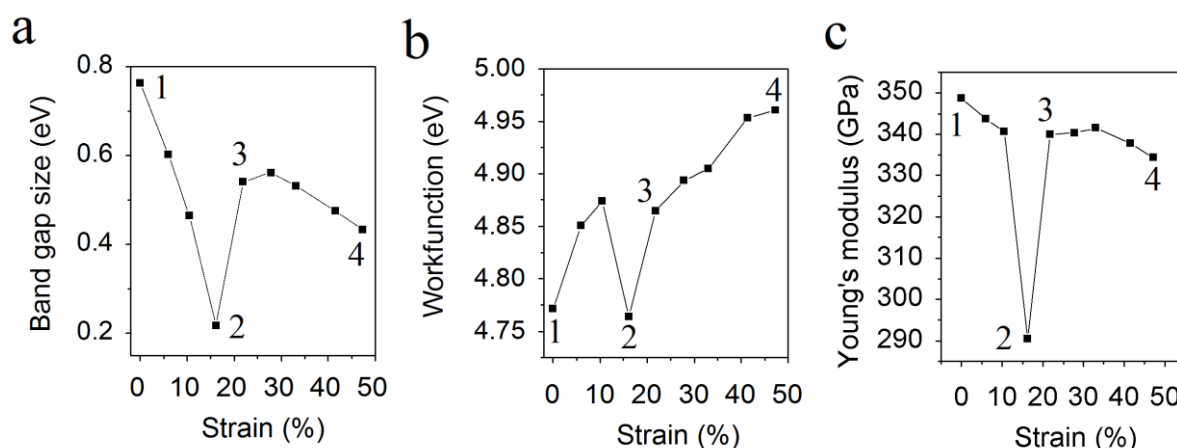 a
Band gap size (eV)
0.8
0.6
0.4
0.2
1
2
3
4
0 10 20 30 40 50
Strain (%)
b
Workfunction (eV)
5.00
4.95
4.90
4.85
4.80
4.75
1
2
3
4
0 10 20 30 40 50
Strain (%)
c
Young's modulus (GPa)
350
340
330
320
310
300
290
1
2
3
4
0 10 20 30 40 50
Strain (%)